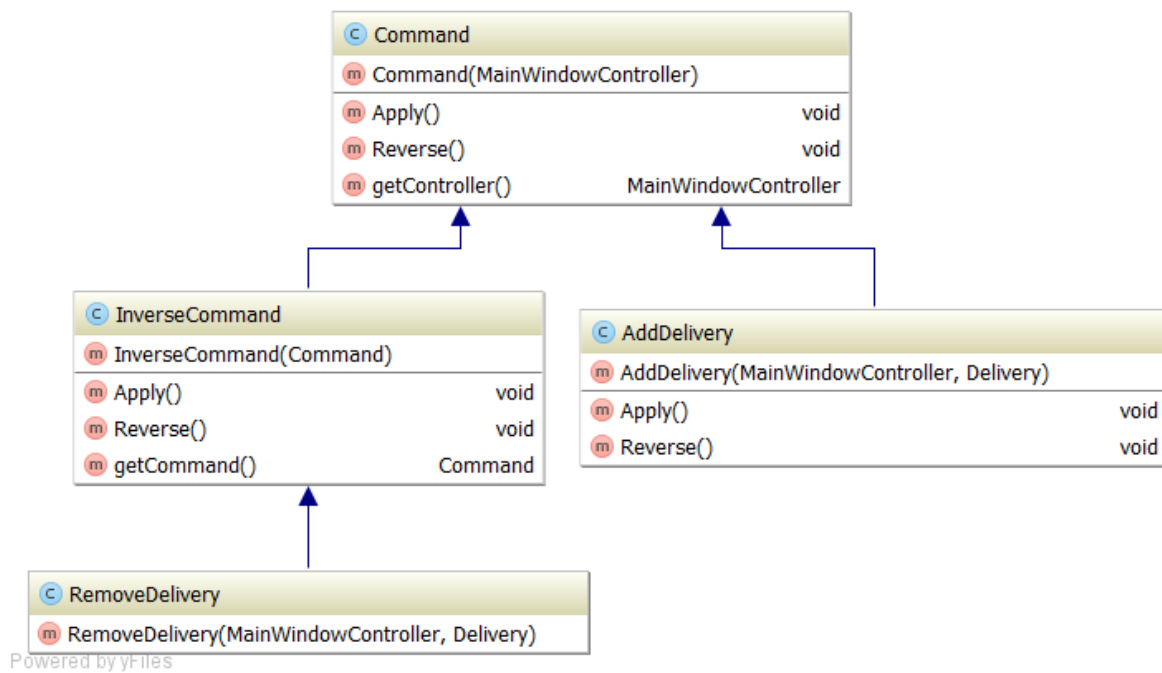 C Command
m Command(MainWindowController)
m Apply() void
m Reverse() void
m getController() MainWindowController
C InverseCommand
m InverseCommand(Command)
m Apply() void
m Reverse() void
m getCommand() Command
C AddDelivery
m AddDelivery(MainWindowController, Delivery)
m Apply() void
m Reverse() void
C RemoveDelivery
m RemoveDelivery(MainWindowController, Delivery)
Powered by yFiles